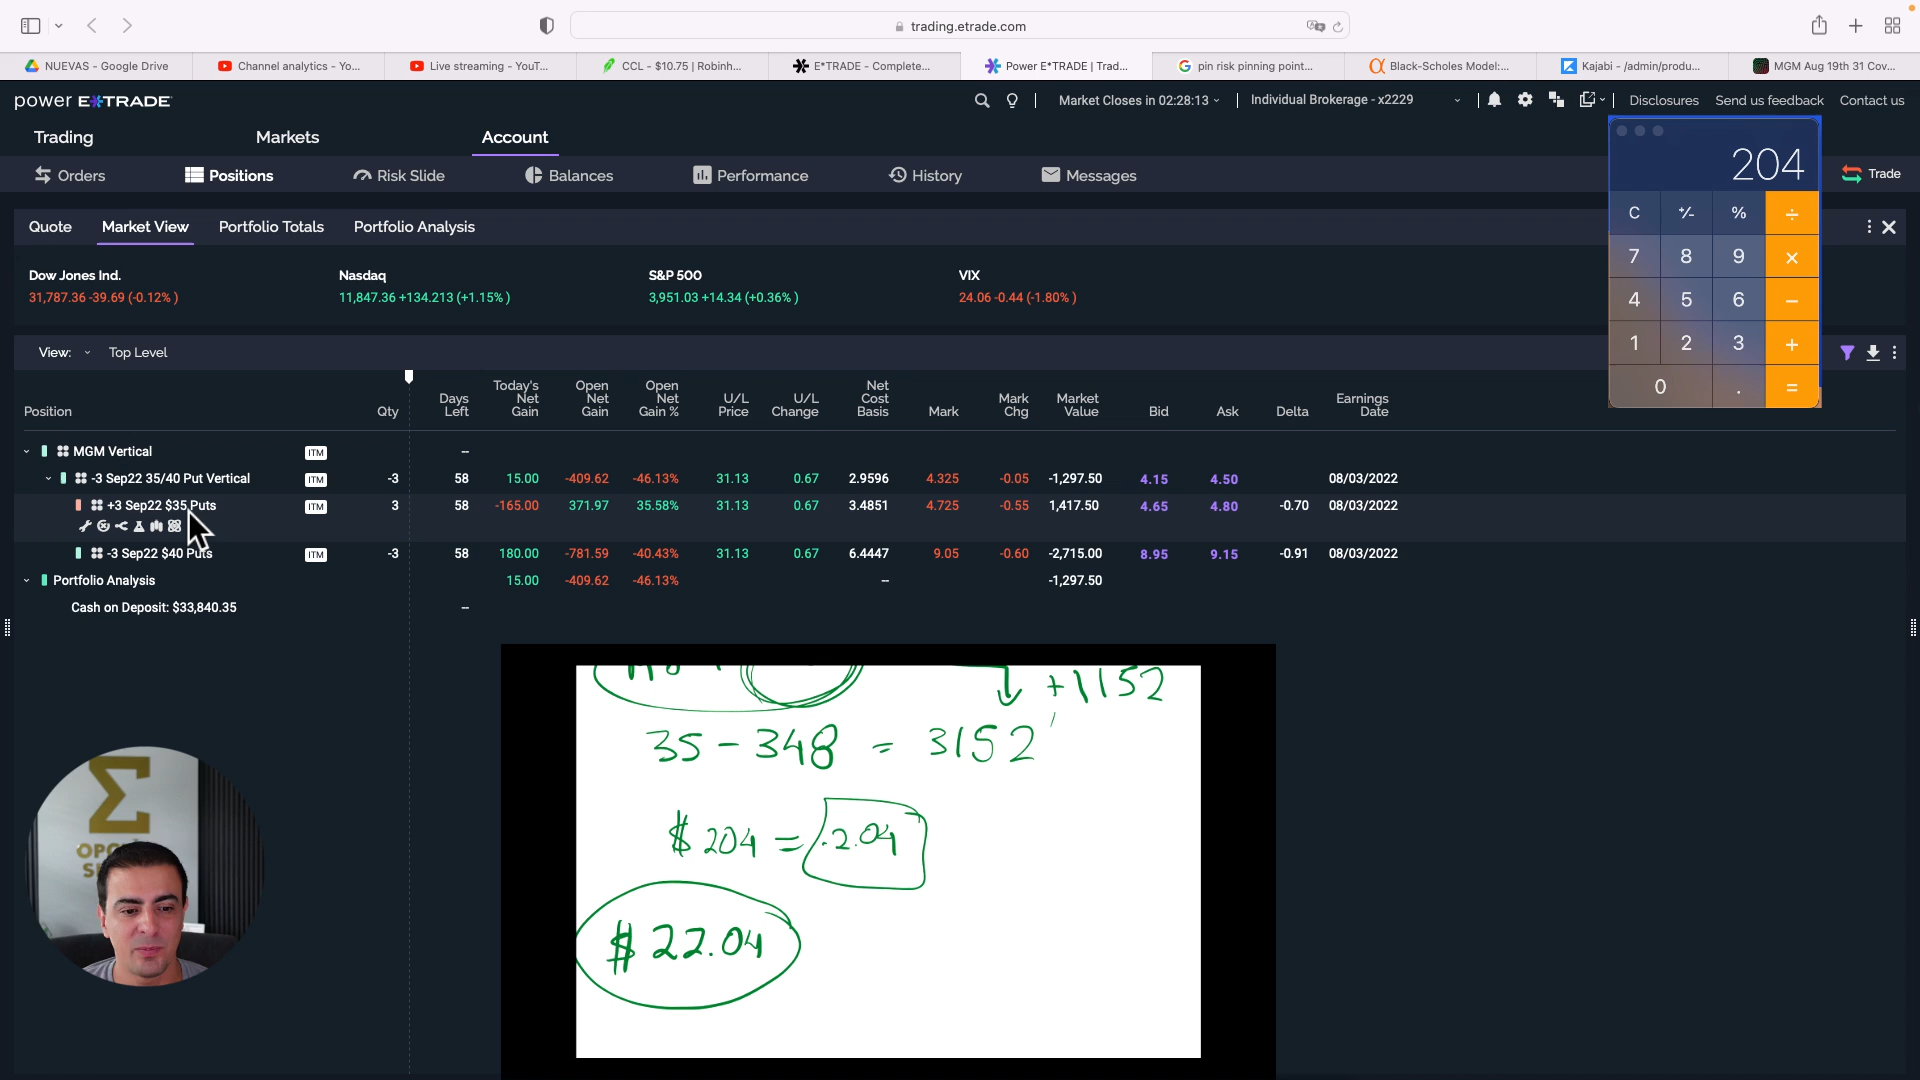 trading.etrade.com
NUEVAS - Google Drive
Channel analytics - Yo...
Live streaming - YouT...
CCL - $10.75 | Robinh...
E*TRADE - Complete...
Power E*TRADE | Trad...
pin risk pinning point...
Black-Scholes Model:...
Kajabi - /admin/produ...
MGM Aug 19th 31 Cov...
power E*TRADE
Market Closes in 02:28:13
Individual Brokerage - x2229
Disclosures
Send us feedback
Contact us
Trading
Markets
Account
Orders
Positions
Risk Slide
Balances
Performance
History
Messages
Trade
204
C +/- % ÷
7 8 9 ×
4 5 6 −
1 2 3 +
0 . =
Quote
Market View
Portfolio Totals
Portfolio Analysis
Dow Jones Ind.
31,787.36 -39.69 (-0.12% )
Nasdaq
11,847.36 +134.213 (+1.15% )
S&P 500
3,951.03 +14.34 (+0.36% )
VIX
24.06 -0.44 (-1.80% )
View: Top Level
Position
Qty
Days
Left
Today's
Net
Gain
Open
Net
Gain
Open
Net
Gain %
U/L
Price
U/L
Change
Net
Cost
Basis
Mark
Mark
Chg
Market
Value
Bid
Ask
Delta
Earnings
Date
MGM Vertical ITM --
-3 Sep22 35/40 Put Vertical ITM -3 58 15.00 -409.62 -46.13% 31.13 0.67 2.9596 4.325 -0.05 -1,297.50 4.15 4.50 08/03/2022
+3 Sep22 $35 Puts ITM 3 58 -165.00 371.97 35.58% 31.13 0.67 3.4851 4.725 -0.55 1,417.50 4.65 4.80 -0.70 08/03/2022
-3 Sep22 $40 Puts ITM -3 58 180.00 -781.59 -40.43% 31.13 0.67 6.4447 9.05 -0.60 -2,715.00 8.95 9.15 -0.91 08/03/2022
Portfolio Analysis 15.00 -409.62 -46.13% -- -1,297.50
Cash on Deposit: $33,840.35 --
+1152
35 - 348 = 3152
$ 204 = .2.04
$ 22.04